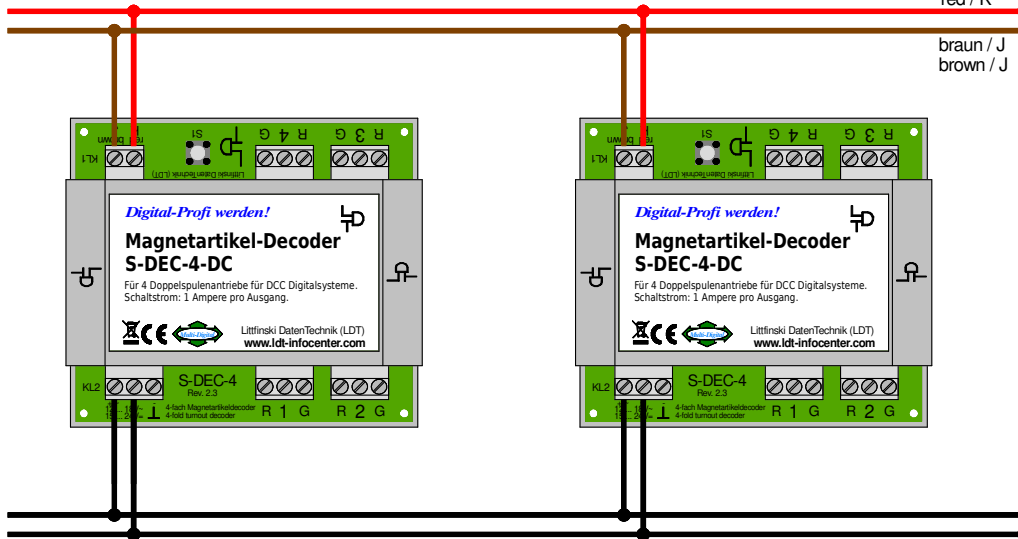 red / R
braun / J
brown / J
KL1
S1
G 4 R
G 3 R
Littfinski DatenTechnik (LDT)
Digital-Profi werden!
Magnetartikel-Decoder
S-DEC-4-DC
Für 4 Doppelspulenantriebe für DCC Digitalsysteme.
Schaltstrom: 1 Ampere pro Ausgang.
Multi-Digital
Littfinski DatenTechnik (LDT)
www.ldt-infocenter.com
KL2
S-DEC-4
Rev. 2.3
4-fach Magnetartikeldecoder
4-fold turnout decoder
R 1 G
R 2 G
KL1
S1
G 4 R
G 3 R
Littfinski DatenTechnik (LDT)
Digital-Profi werden!
Magnetartikel-Decoder
S-DEC-4-DC
Für 4 Doppelspulenantriebe für DCC Digitalsysteme.
Schaltstrom: 1 Ampere pro Ausgang.
Multi-Digital
Littfinski DatenTechnik (LDT)
www.ldt-infocenter.com
KL2
S-DEC-4
Rev. 2.3
4-fach Magnetartikeldecoder
4-fold turnout decoder
R 1 G
R 2 G